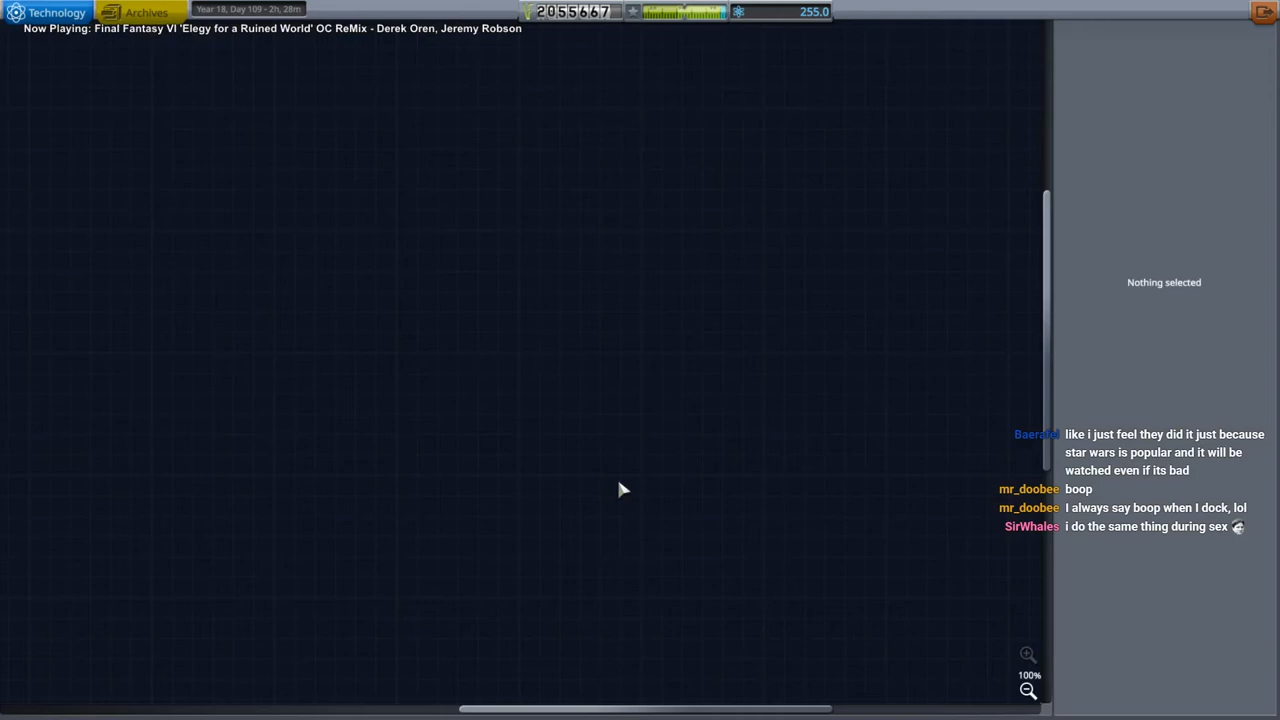 Technology
Archives
Year 18, Day 109 - 2h, 28m
2055667
255.0
Now Playing: Final Fantasy VI 'Elegy for a Ruined World' OC ReMix - Derek Oren, Jeremy Robson
Nothing selected
like i just feel they did it just because
star wars is popular and it will be
watched even if its bad
mr_doobee boop
mr_doobee I always say boop when I dock, lol
SirWhales i do the same thing during sex
100%